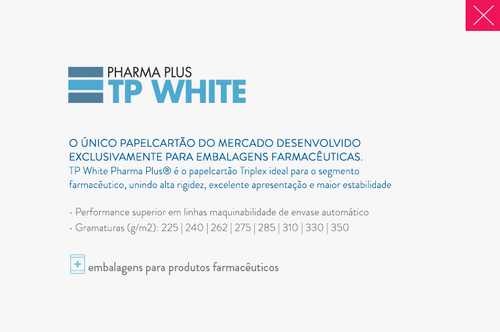 PHARMA PLUS
TP WHITE
O ÚNICO PAPELCARTÃO DO MERCADO DESENVOLVIDO
EXCLUSIVAMENTE PARA EMBALAGENS FARMACÊUTICAS.
TP White Pharma Plus® é o papelcartão Triplex ideal para o segmento
farmacêutico, unindo alta rigidez, excelente apresentação e maior estabilidade
• Performance superior em linhas maquinabilidade de envase automático
• Gramaturas (g/m2): 225 | 240 | 262 | 275 | 285 | 310 | 330 | 350
embalagens para produtos farmacêuticos